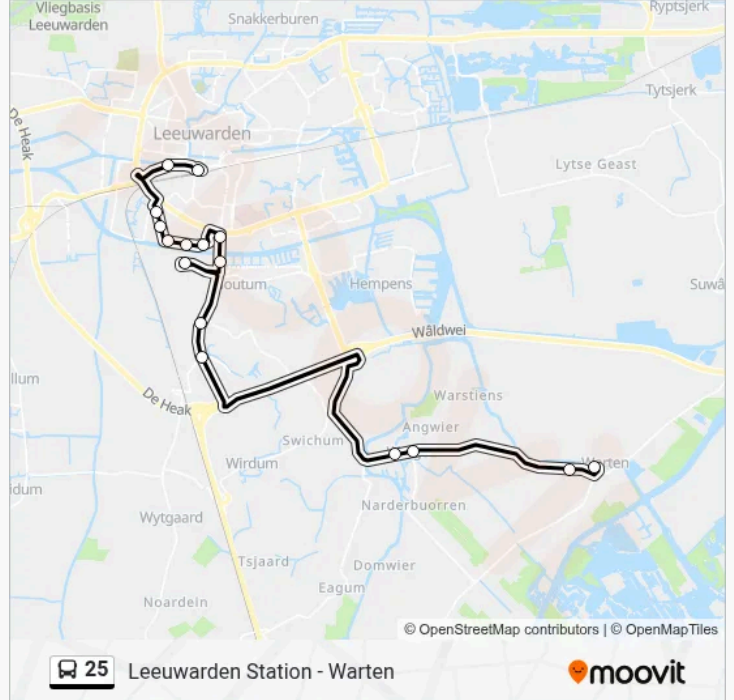 Vliegbasis
Leeuwarden
Snakkerburen
Ryptsjerk
Tytsjerk
De Heak
Leeuwarden
Lytse Geast
outum
Hempens
Suwâ
Wâldwei
llum
De Heak
Warstiens
Angwier
Swichum
Wirdum
Warten
idum
Narderbuorren
Wytgaard
Tsjaard
Domwier
Eagum
Noardein
© OpenStreetMap contributors | © OpenMapTiles
25 Leeuwarden Station - Warten
moovit